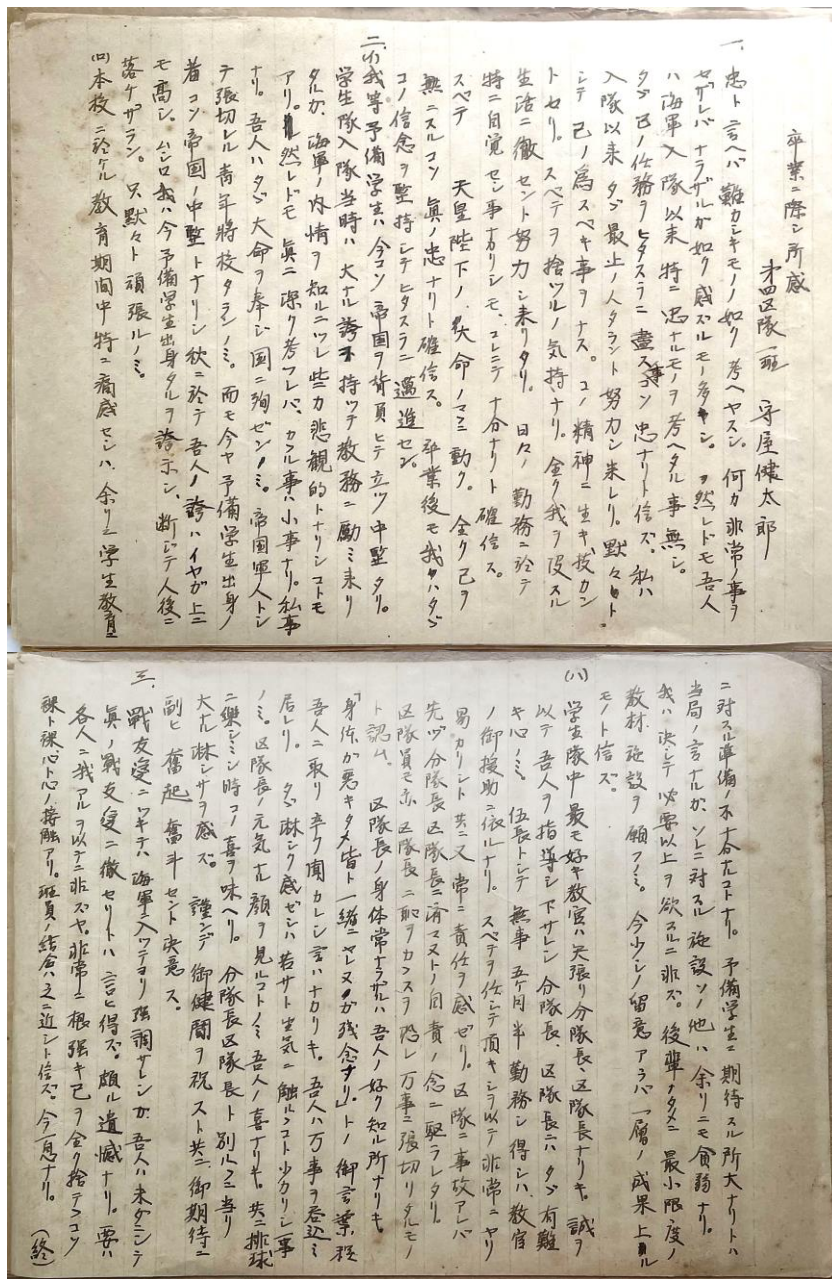 卒業ニ際シ所感
第四区隊一班 守屋健太郎
一、忠ト言ヘバ難カシキモノノ如ク考ヘヤスシ。何カ非常ノ事ヲ
セザレバナラザルガ如ク感ズルモノ多キシ。然レドモ吾人
ハ海軍入隊以来特ニ忠ナルモノヲ考ヘタル事無シ。
タダ己ノ任務ヲヒタスラニ盡ス事コソ忠ナリト信ズ。私ハ
入隊以来タダ最上ノ人タラント努力シ来レリ。黙々ト
シテ己ノ為スベキ事ヲナス。コノ精神ニ生キ抜カン
トセリ。スベテヲ捨ツルノ気持ナリ。全ク我ヲ没スル
生活ニ徹セント努力シ来リタリ。日々ノ勤務ニ於テ
特ニ自覚セシ事ナカリシモ、コレニテ十分ナリト確信ス。
スベテ 天皇陛下ノ大命ノママニ動ク。全ク己ヲ
無ニスルコソ眞ノ忠ナリト確信ス。卒業後モ我々ハタダ
コノ信念ヲ堅持シテヒタスラニ邁進セン。
二、(イ)我等予備学生ハ今コソ帝国ヲ背負ヒテ立ツ中堅タリ。
学生隊入隊当時ハ大ナル誇ヲ持ツテ教務ニ励ミ来リ
タルガ、海軍ノ内情ヲ知ルニツレ些カ悲観的トナリシコトモ
アリ。然レドモ眞ニ深ク考フレバ、カカル事ハ小事ナリ。私事
ナリ。吾人ハタダ大命ヲ奉ジ国ニ殉ゼンノミ。帝国軍人トシ
テ張切レル青年将校タランノミ。而モ今ヤ予備学生出身ノ
者コソ帝国ノ中堅トナリシ秋ニ於テ吾人ノ誇ハイヤガ上ニ
モ高シ。ムシロ我ハ今予備学生出身タルヲ誇示シ、断ジテ人後ニ
落ケザラン。只黙々ト頑張ルノミ。
(ロ)本校ニ於ケル教育期間中特ニ痛感セシハ、余リニ学生教育
ニ対スル準備ノ不十分ナルコトナリ。予備学生ニ期待スル所大ナリトハ
当局ノ言ナルガ、ソレニ対スル施設ソノ他ハ余リニモ貧弱ナリ。
我ハ決シテ必要以上ヲ欲スルニ非ズ。後輩ノタメニ最小限度ノ
教材、施設ヲ願フノミ。今少シノ留意アラバ一層ノ成果上ル
モノト信ズ。
(ハ)学生隊中最モ好キ教官ハ矢張リ分隊長、区隊長ナリキ。誠ヲ
以テ吾人ヲ指導シ下サレシ分隊長、区隊長ニハタダ有難
キ心ノミ。伍長トシテ無事五ヶ月半勤務シ得シハ教官
ノ御援助ニ依ルナリ。スベテヲ任シテ頂キシヲ以テ非常ニヤリ
易カリシト共ニ又常ニ責任ヲ感ゼリ。区隊ニ事故アレバ
先ヅ分隊長区隊長ニ済マヌトノ自責ノ念ニ駆ラレタリ。
区隊員モ亦区隊長ニ恥ヲカカスヲ恐レ万事ニ張切リタルモノ
ト認ム。 区隊長ノ身体常ナラザルハ吾人ノ好ク知ル所ナリキ。
「身体ガ悪キタメ皆ト一緒ニヤレヌノガ残念ナリ」トノ御言葉程
吾人ニ取リ辛ク聞カレシ言ハナカリキ。吾人ハ万事ヲ呑込ミ
居レリ。タダ淋シク感ゼシハ若サト生気ニ触ルルコト少カリシ事
ノミ。区隊長ノ元気ナル顔ヲ見ルコトノミ吾人ノ喜ナリキ。共ニ排球
ニ楽シミシ時コノ喜ヲ味ヘリ。分隊長区隊長ト別ルルニ当リ
大ナル淋シサヲ感ズ。謹ンデ御健闘ヲ祝スト共ニ御期待ニ
副ヒ奮起奮斗セント決意ス。
三、戦友愛ニツキテハ海軍ニ入ツテヨリ強調サレシガ吾人ハ未ダニシテ
眞ノ戦友愛ニ徹セリトハ言ヒ得ズ。頗ル遺憾ナリ。要ハ
各人ニ我アルヲ以テニ非ズヤ。非常ニ根強キ己ヲ全ク捨テテコソ
裸ト裸、心ト心ノ接触アリ。班員ノ結合ハ之ニ近シト信ズ。今一息ナリ。
(終)